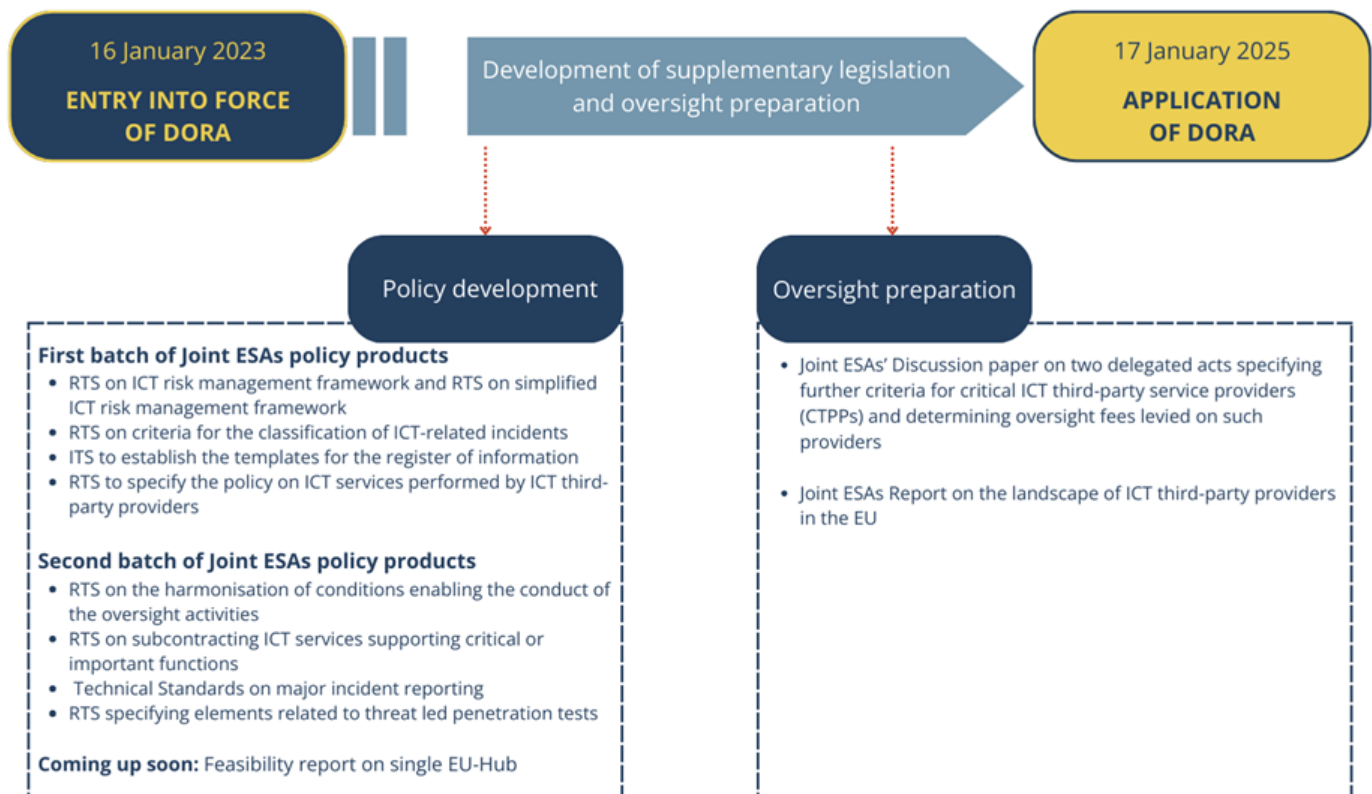 16 January 2023
ENTRY INTO FORCE
OF DORA
Development of supplementary legislation
and oversight preparation
17 January 2025
APPLICATION
OF DORA
Policy development
First batch of Joint ESAs policy products
• RTS on ICT risk management framework and RTS on simplified
ICT risk management framework
• RTS on criteria for the classification of ICT-related incidents
• ITS to establish the templates for the register of information
• RTS to specify the policy on ICT services performed by ICT third-
party providers
Second batch of Joint ESAs policy products
• RTS on the harmonisation of conditions enabling the conduct of
the oversight activities
• RTS on subcontracting ICT services supporting critical or
important functions
• Technical Standards on major incident reporting
• RTS specifying elements related to threat led penetration tests
Coming up soon: Feasibility report on single EU-Hub
Oversight preparation
• Joint ESAs’ Discussion paper on two delegated acts specifying
further criteria for critical ICT third-party service providers
(CTPPs) and determining oversight fees levied on such
providers
• Joint ESAs Report on the landscape of ICT third-party providers
in the EU